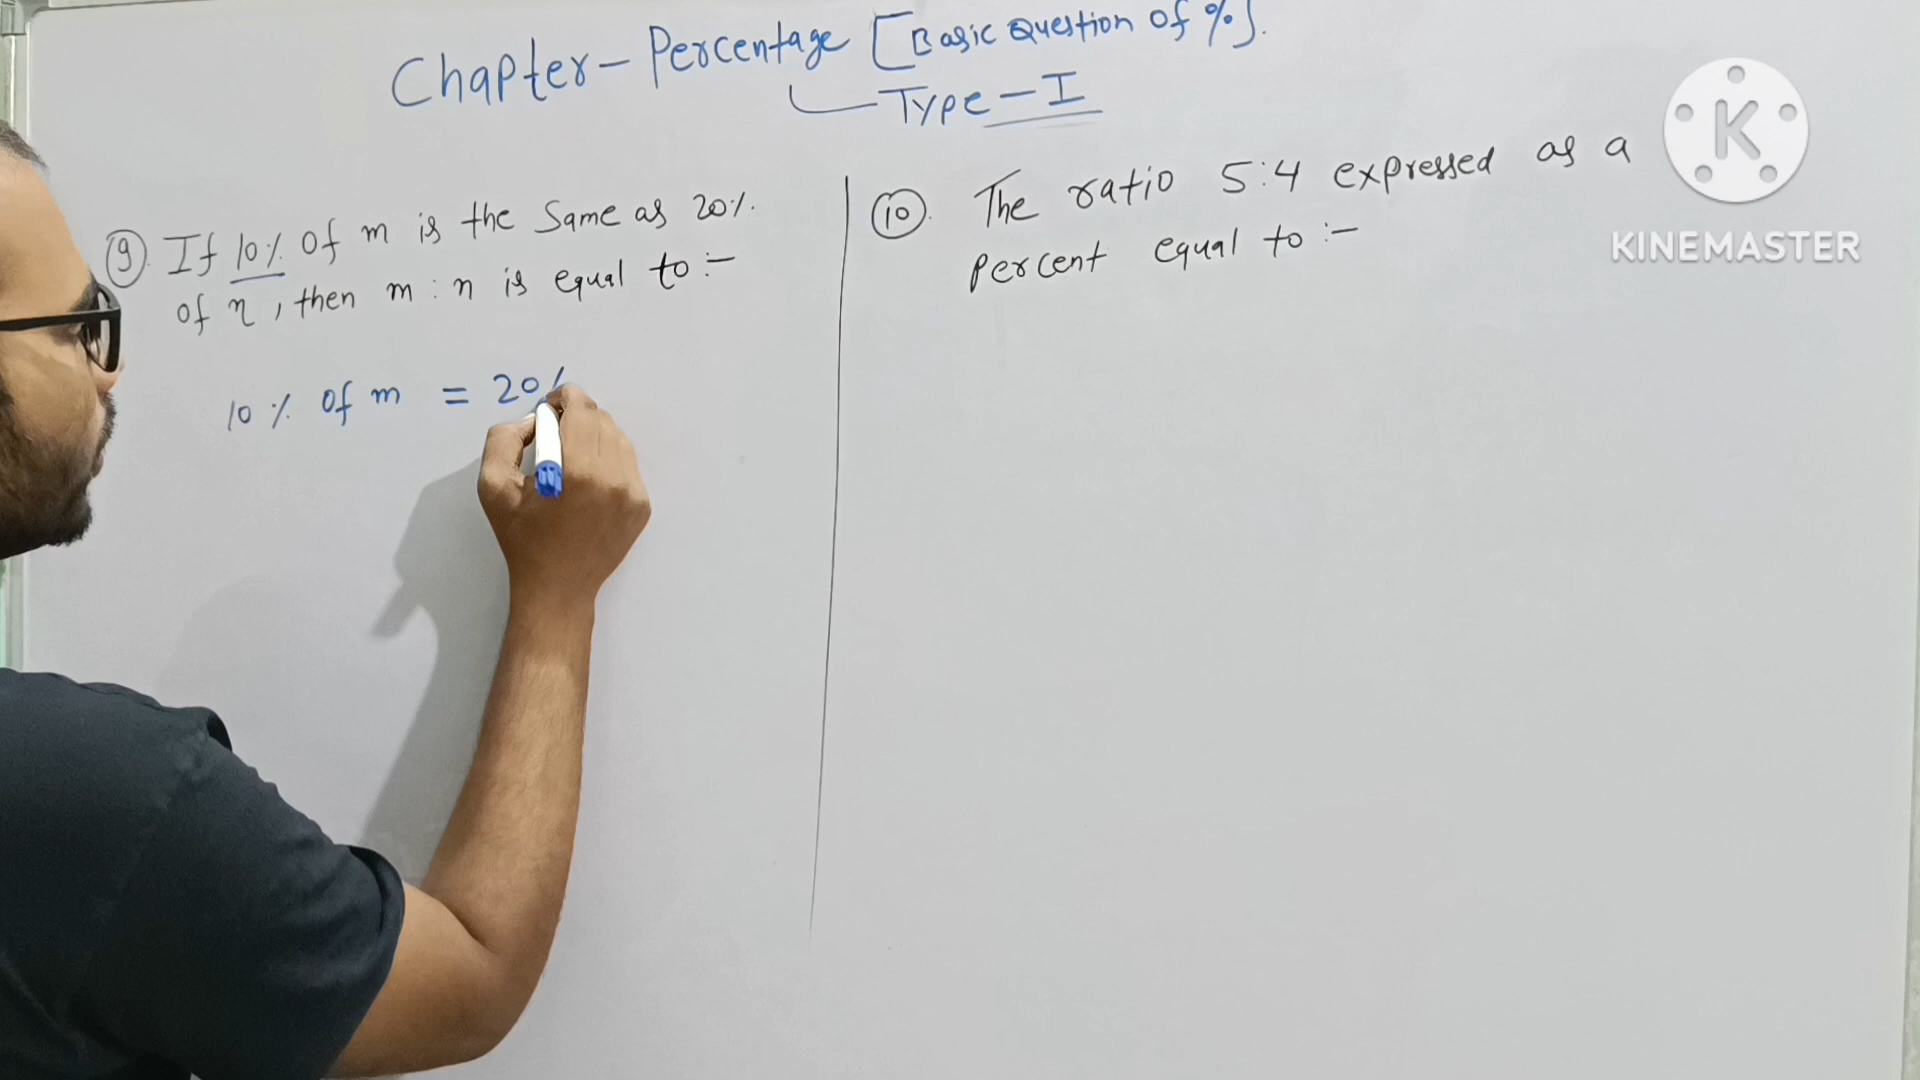 Chapter - Percentage [Basic Question of %].
Type - I
9. If 10% of m is the same as 20%.
of n, then m : n is equal to :-
10% of m = 20%
10. The ratio 5:4 expressed as a
Percent equal to :-
K
KINEMASTER